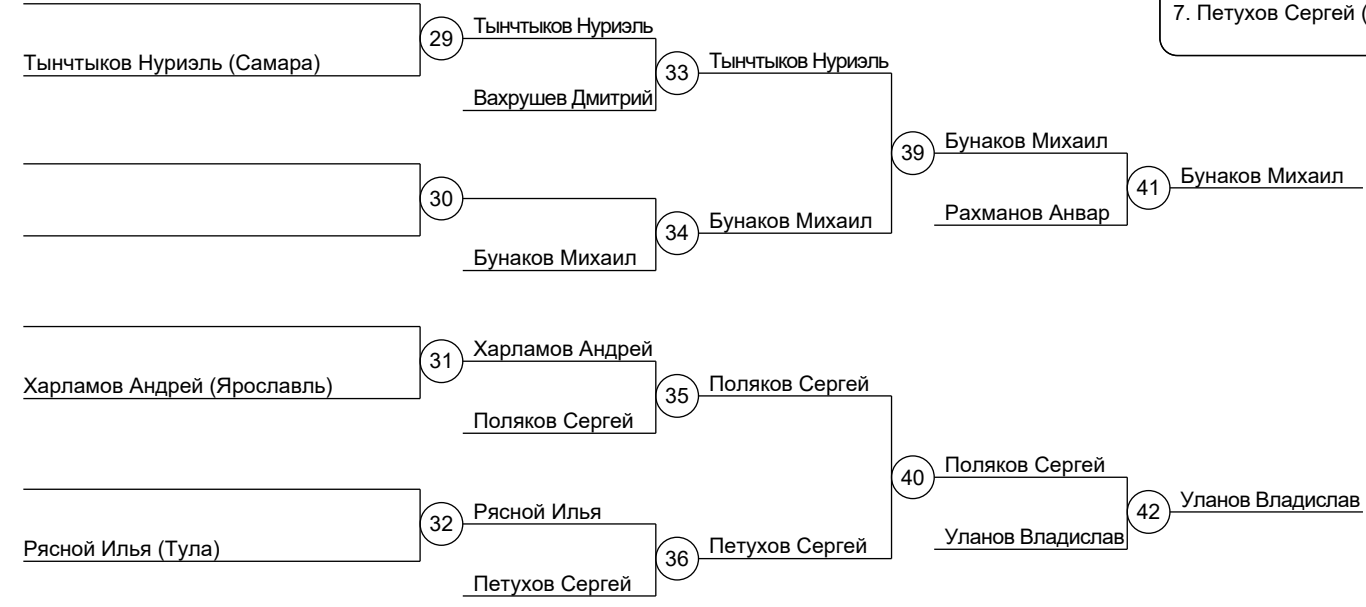 7. Петухов Сергей (
29
Тынчтыков Нуриэль
Тынчтыков Нуриэль (Самара)
33
Тынчтыков Нуриэль
Вахрушев Дмитрий
39
Бунаков Михаил
30
41
Бунаков Михаил
34
Бунаков Михаил
Рахманов Анвар
Бунаков Михаил
31
Харламов Андрей
Харламов Андрей (Ярославль)
35
Поляков Сергей
Поляков Сергей
40
Поляков Сергей
32
Рясной Илья
42
Уланов Владислав
Рясной Илья (Тула)
36
Петухов Сергей
Уланов Владислав
Петухов Сергей